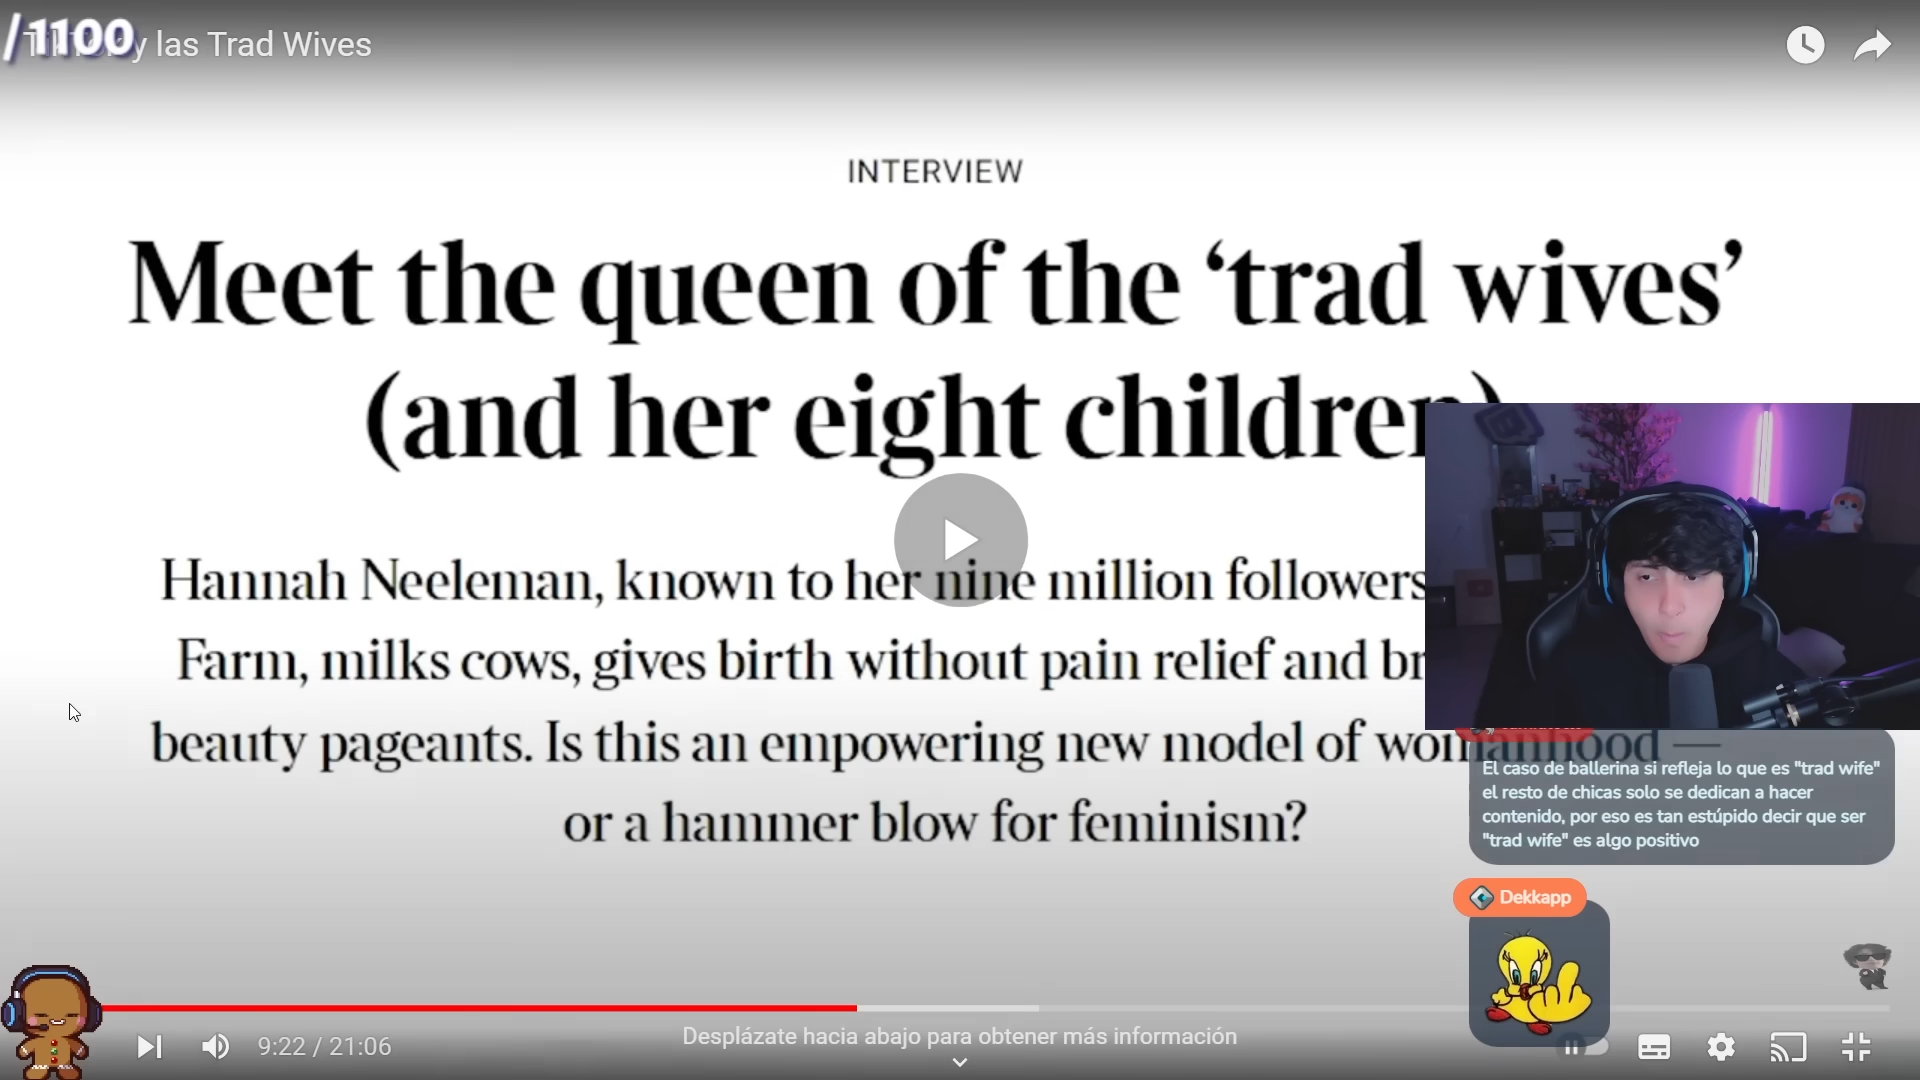 /1100
y las Trad Wives
INTERVIEW
Meet the queen of the ‘trad wives’
(and her eight children)
Hannah Neeleman, known to her nine million followers
Farm, milks cows, gives birth without pain relief and br
beauty pageants. Is this an empowering new model of womanhood —
or a hammer blow for feminism?
El caso de ballerina si refleja lo que es "trad wife"
el resto de chicas solo se dedican a hacer
contenido, por eso es tan estúpido decir que ser
"trad wife" es algo positivo
Dekkapp
9:22 / 21:06
Desplázate hacia abajo para obtener más información